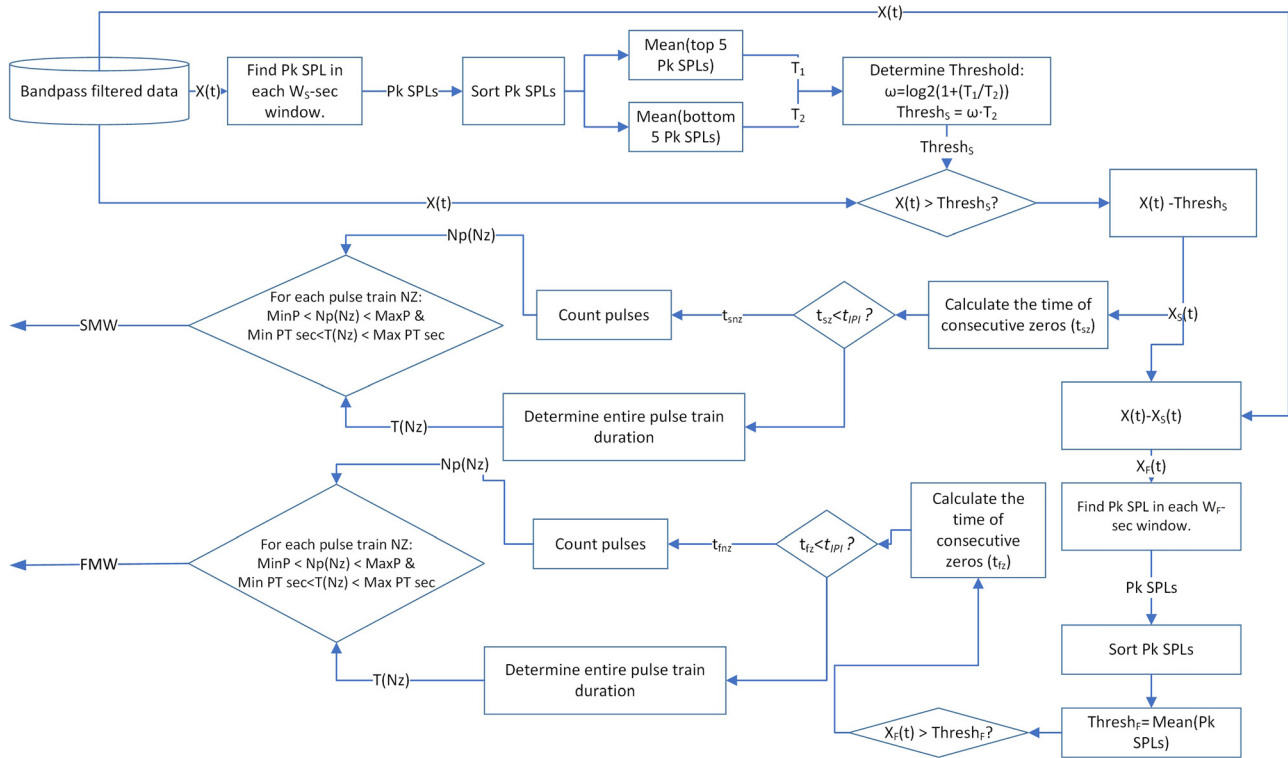 X(t)
Bandpass filtered data
X(t)
Find Pk SPL in
each W_S-sec
window.
Pk SPLs
Sort Pk SPLs
Mean(top 5
Pk SPLs)
T₁
Mean(bottom
5 Pk SPLs)
T₂
Determine Threshold:
ω=log2(1+(T₁/T₂))
Thresh_S = ω·T₂
Thresh_S
X(t)
X(t) > Thresh_S?
X(t) -Thresh_S
X_S(t)
Calculate the time of
consecutive zeros (t_sz)
t_sz<t_IPI ?
t_snz
Count pulses
Np(Nz)
For each pulse train NZ:
MinP < Np(Nz) < MaxP &
Min PT sec<T(Nz) < Max PT sec
SMW
Determine entire pulse train
duration
T(Nz)
X(t)-X_S(t)
X_F(t)
Find Pk SPL in each W_F-
sec window.
Pk SPLs
Sort Pk SPLs
Thresh_F= Mean(Pk
SPLs)
X_F(t) > Thresh_F?
Calculate the
time of
consecutive
zeros (t_fz)
t_fz<t_IPI ?
t_fnz
Count pulses
Np(Nz)
For each pulse train NZ:
MinP < Np(Nz) < MaxP &
Min PT sec<T(Nz) < Max PT sec
FMW
Determine entire pulse train
duration
T(Nz)